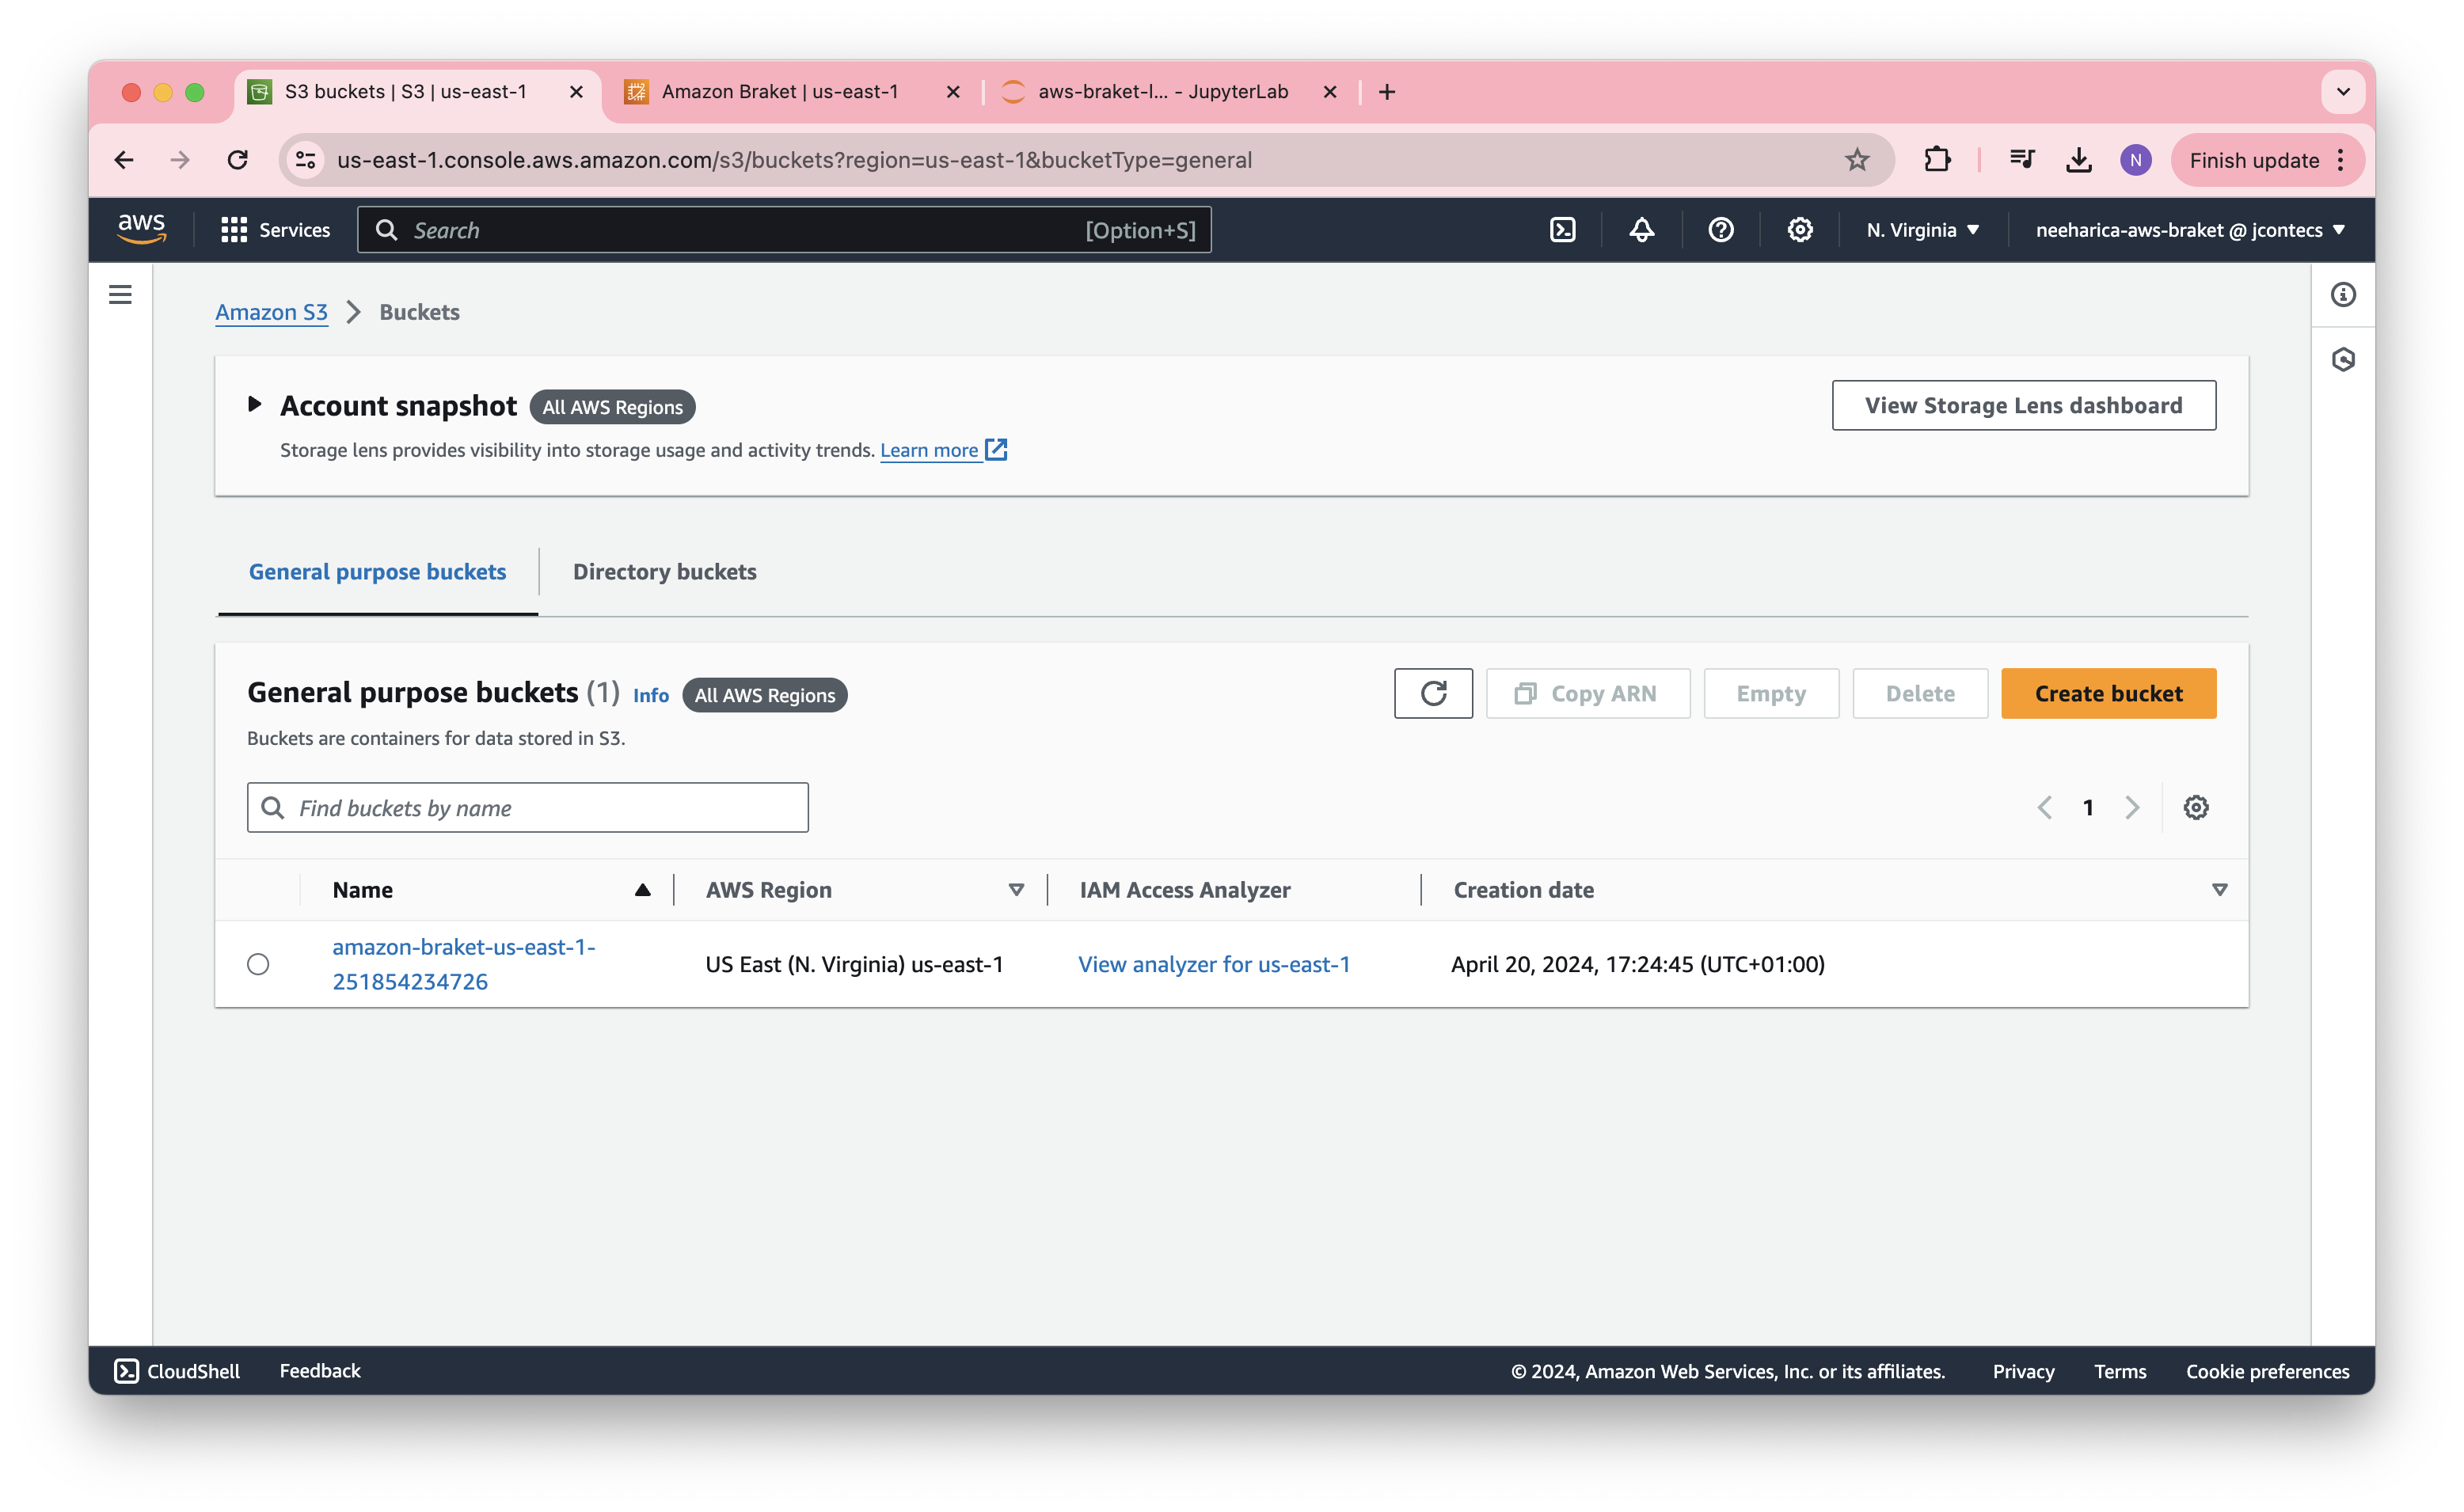 S3 buckets | S3 | us-east-1
Amazon Braket | us-east-1
aws-braket-l... - JupyterLab
us-east-1.console.aws.amazon.com/s3/buckets?region=us-east-1&bucketType=general
N
Finish update
aws
Services
Search
[Option+S]
N. Virginia
neeharica-aws-braket @ jcontecs
Amazon S3
Buckets
Account snapshot
All AWS Regions
View Storage Lens dashboard
Storage lens provides visibility into storage usage and activity trends. Learn more
General purpose buckets
Directory buckets
General purpose buckets (1) Info
All AWS Regions
Copy ARN
Empty
Delete
Create bucket
Buckets are containers for data stored in S3.
Find buckets by name
1
Name
AWS Region
IAM Access Analyzer
Creation date
amazon-braket-us-east-1-
251854234726
US East (N. Virginia) us-east-1
View analyzer for us-east-1
April 20, 2024, 17:24:45 (UTC+01:00)
CloudShell
Feedback
© 2024, Amazon Web Services, Inc. or its affiliates.
Privacy
Terms
Cookie preferences